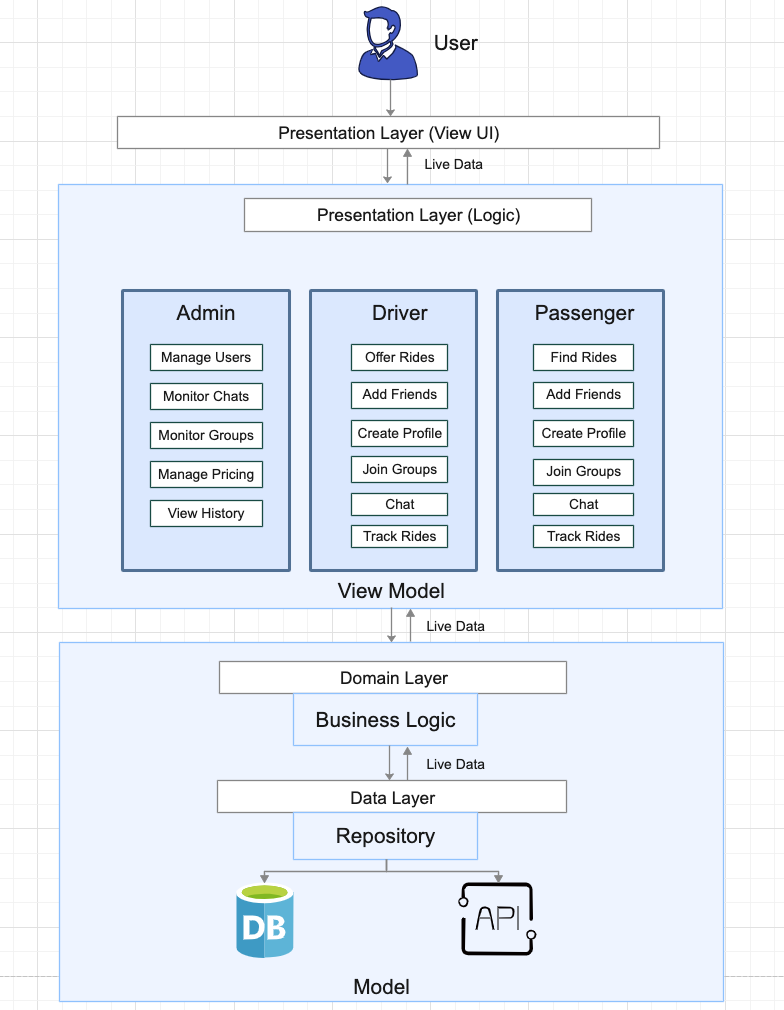 User
Presentation Layer (View UI)
Live Data
Presentation Layer (Logic)
Admin
Manage Users
Monitor Chats
Monitor Groups
Manage Pricing
View History
Driver
Offer Rides
Add Friends
Create Profile
Join Groups
Chat
Track Rides
Passenger
Find Rides
Add Friends
Create Profile
Join Groups
Chat
Track Rides
View Model
Live Data
Domain Layer
Business Logic
Live Data
Data Layer
Repository
DB
API
Model